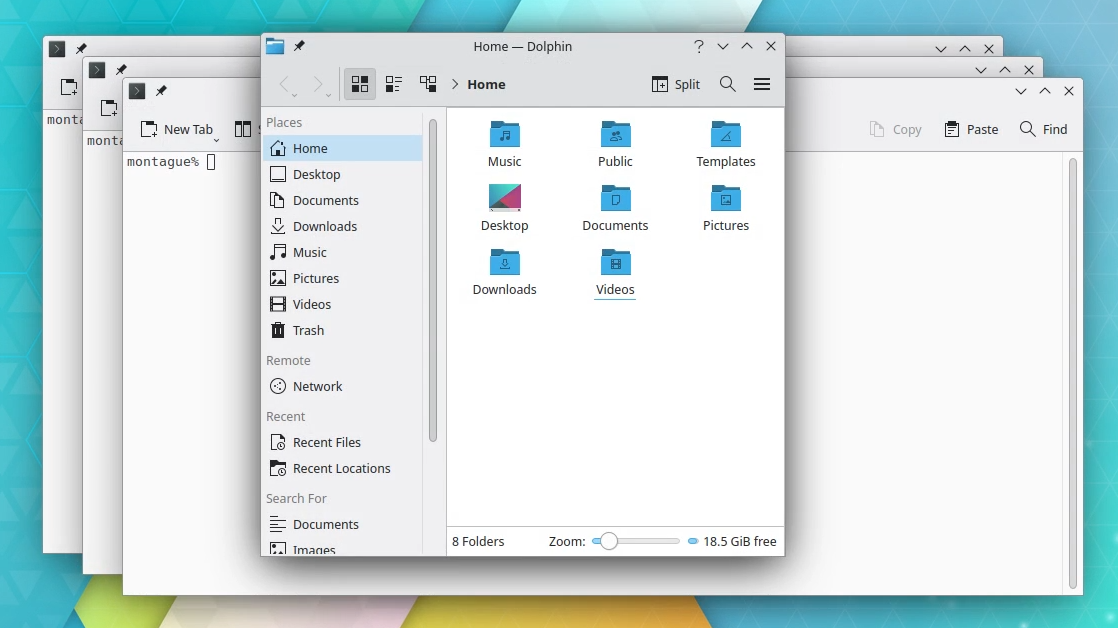 Home — Dolphin
?
Home
Split
Places
Home
Desktop
Documents
Downloads
Music
Pictures
Videos
Trash
Remote
Network
Recent
Recent Files
Recent Locations
Search For
Documents
Images
Music
Public
Templates
Desktop
Documents
Pictures
Downloads
Videos
8 Folders
Zoom:
18.5 GiB free
New Tab
Copy
Paste
Find
montague%